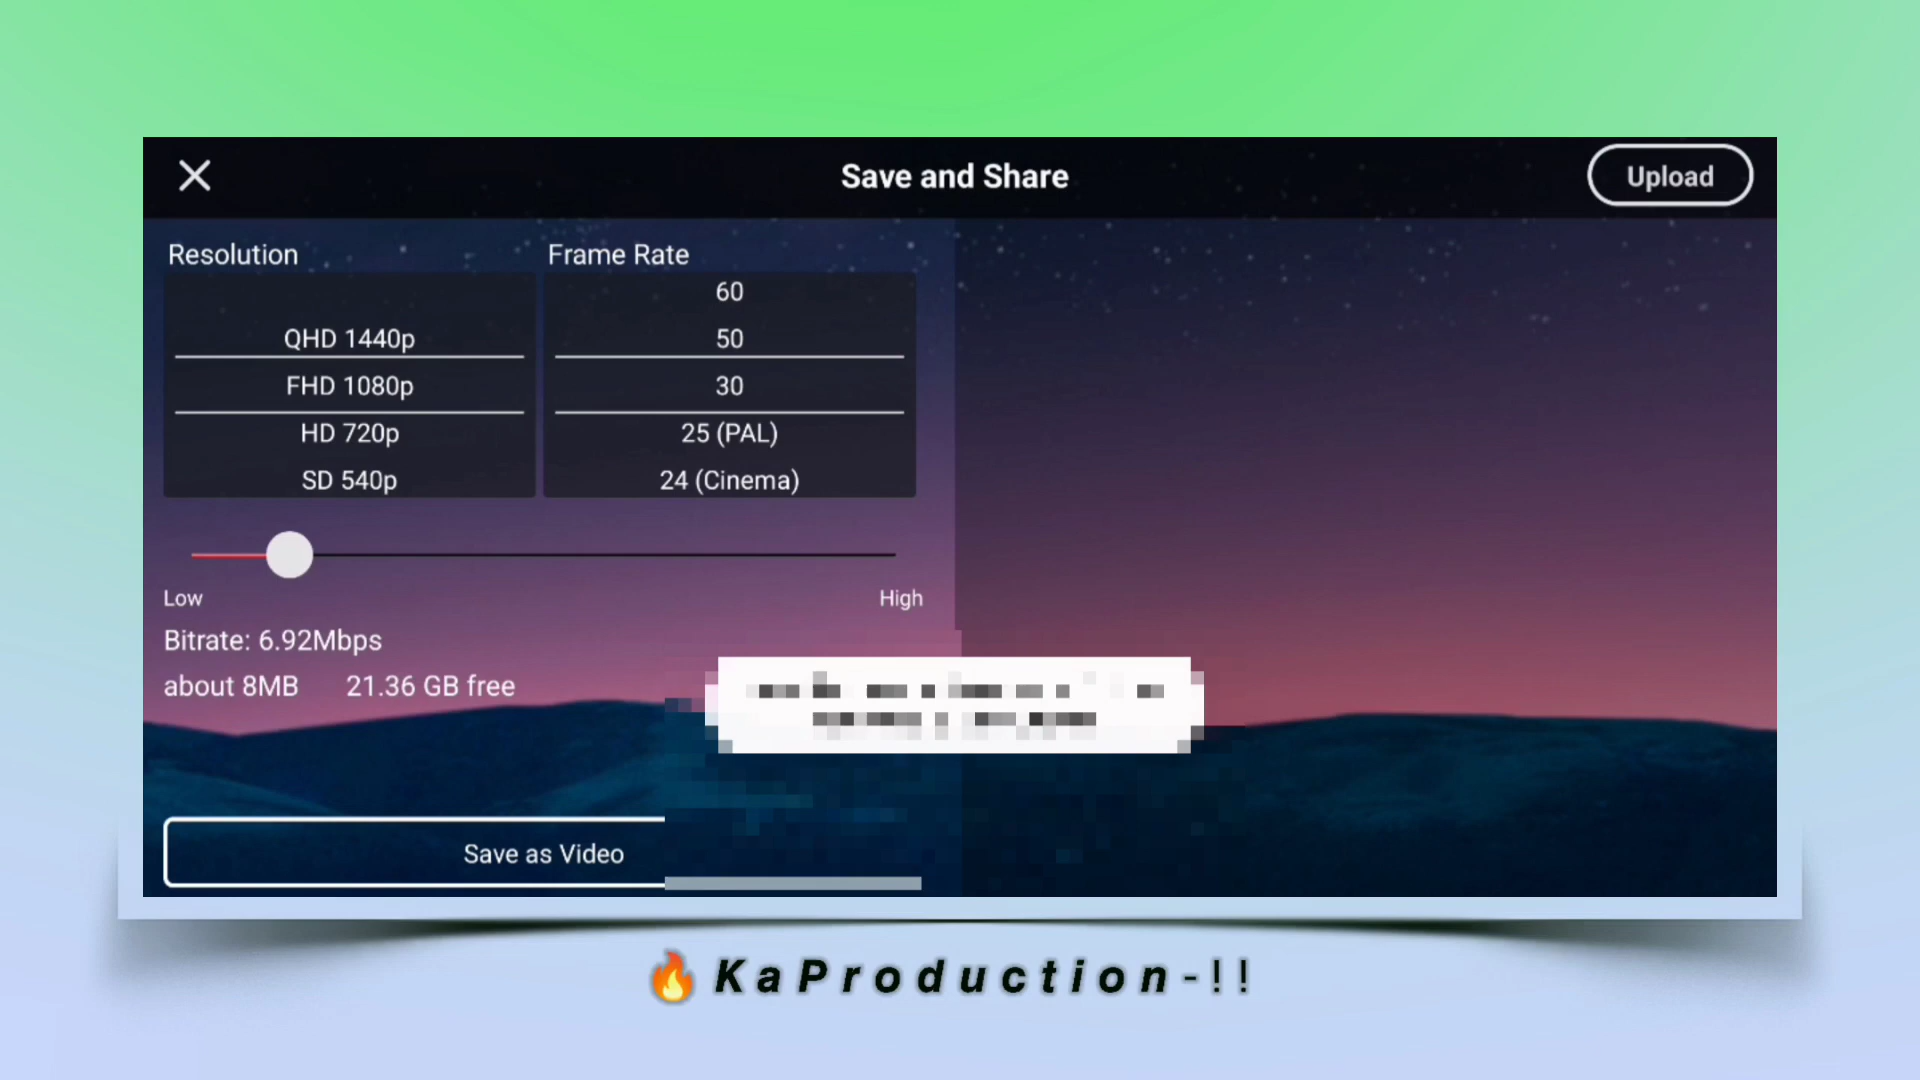 Save and Share
Upload
Resolution
Frame Rate
60
QHD 1440p
50
FHD 1080p
30
HD 720p
25 (PAL)
SD 540p
24 (Cinema)
Low
High
Bitrate: 6.92Mbps
about 8MB 21.36 GB free
Save as Video
🔥 KaProduction-!!